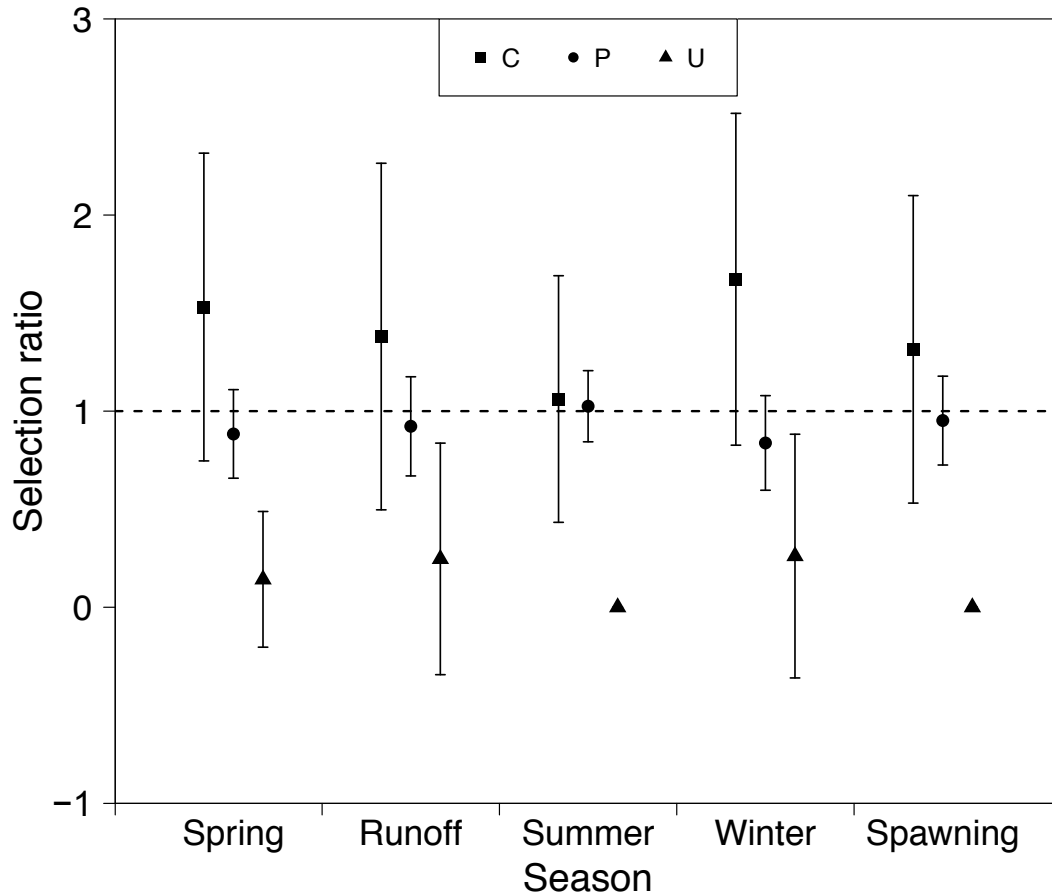 3
C P U
2
1
0
−1
Selection ratio
Spring Runoff Summer Winter Spawning
Season